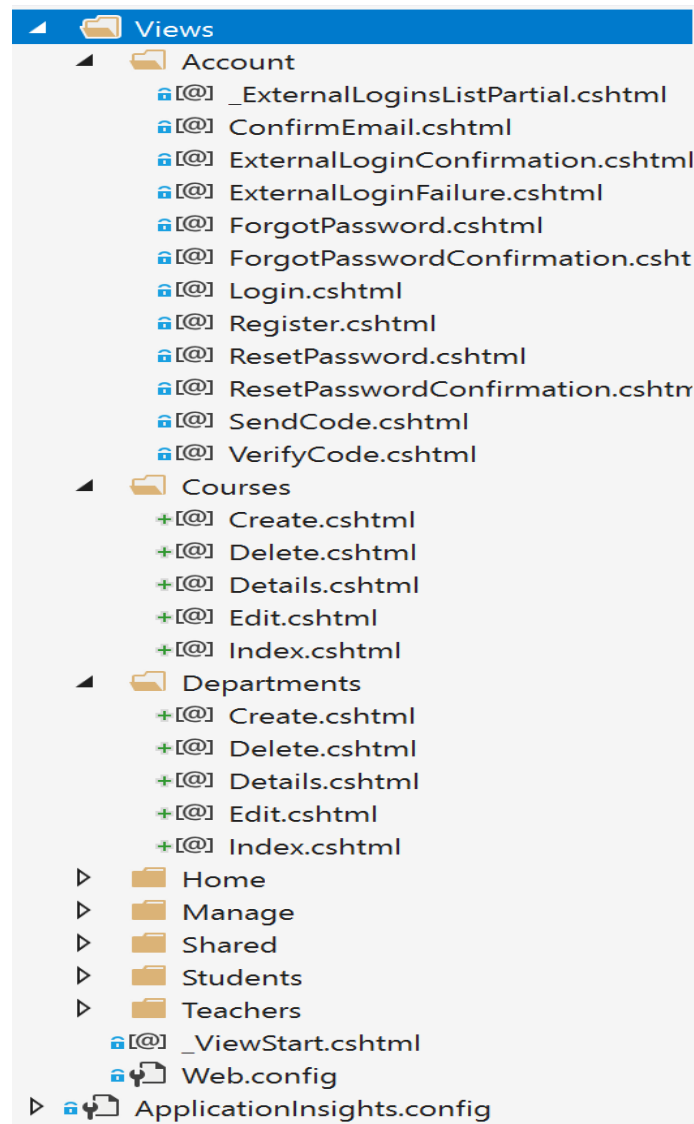 Views
Account
[@] _ExternalLoginsListPartial.cshtml
[@] ConfirmEmail.cshtml
[@] ExternalLoginConfirmation.cshtml
[@] ExternalLoginFailure.cshtml
[@] ForgotPassword.cshtml
[@] ForgotPasswordConfirmation.csht
[@] Login.cshtml
[@] Register.cshtml
[@] ResetPassword.cshtml
[@] ResetPasswordConfirmation.cshtm
[@] SendCode.cshtml
[@] VerifyCode.cshtml
Courses
+[@] Create.cshtml
+[@] Delete.cshtml
+[@] Details.cshtml
+[@] Edit.cshtml
+[@] Index.cshtml
Departments
+[@] Create.cshtml
+[@] Delete.cshtml
+[@] Details.cshtml
+[@] Edit.cshtml
+[@] Index.cshtml
Home
Manage
Shared
Students
Teachers
[@] _ViewStart.cshtml
Web.config
ApplicationInsights.config